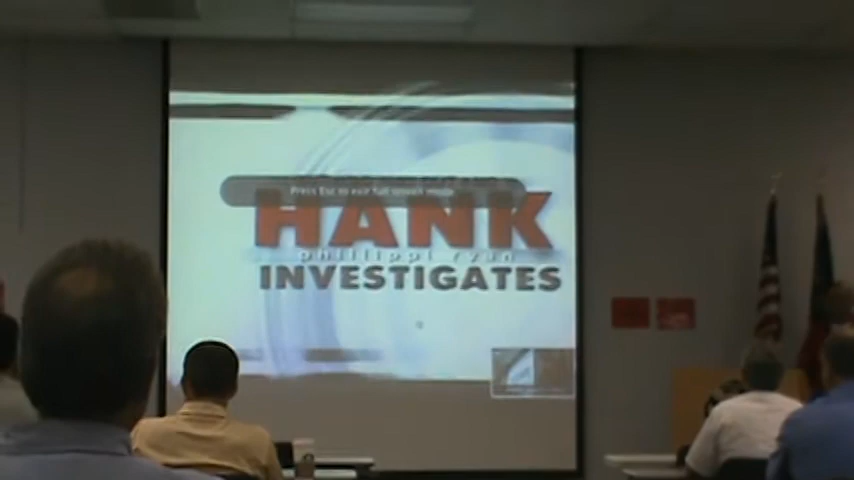 Press Esc to exit full screen mode.
HANK
phillippi ryan
INVESTIGATES